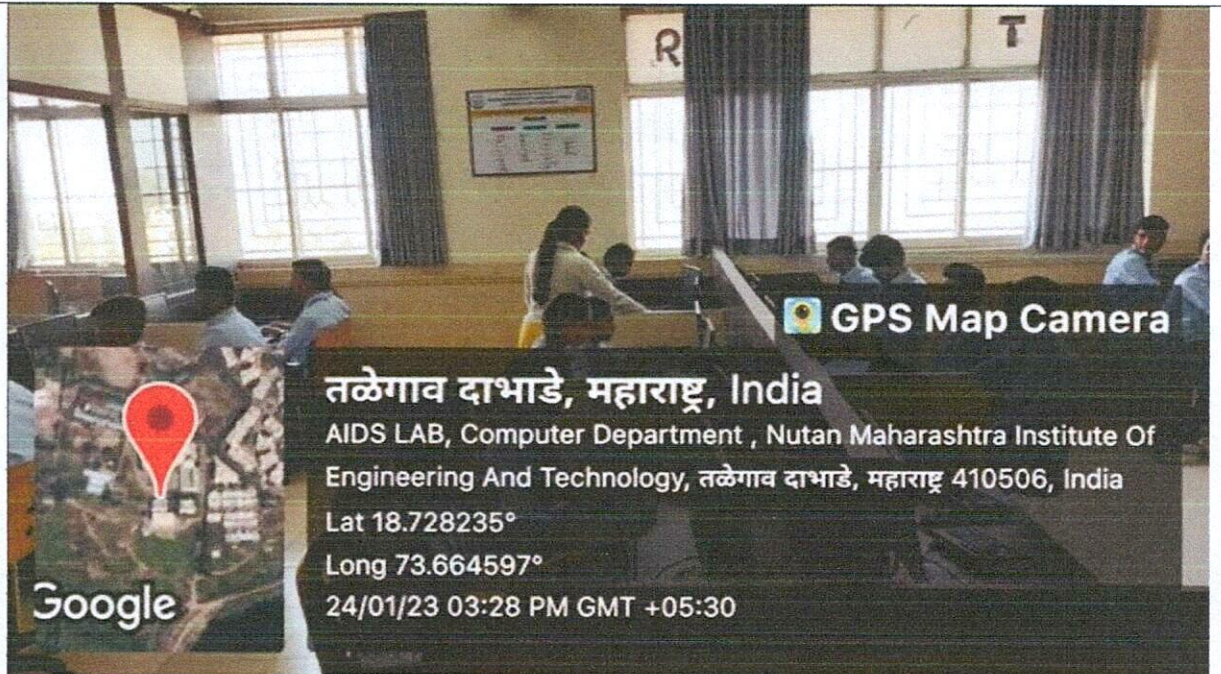 R T
GPS Map Camera
तळेगाव दाभाडे, महाराष्ट्र, India
AIDS LAB, Computer Department , Nutan Maharashtra Institute Of
Engineering And Technology, तळेगाव दाभाडे, महाराष्ट्र 410506, India
Lat 18.728235°
Long 73.664597°
24/01/23 03:28 PM GMT +05:30
Google